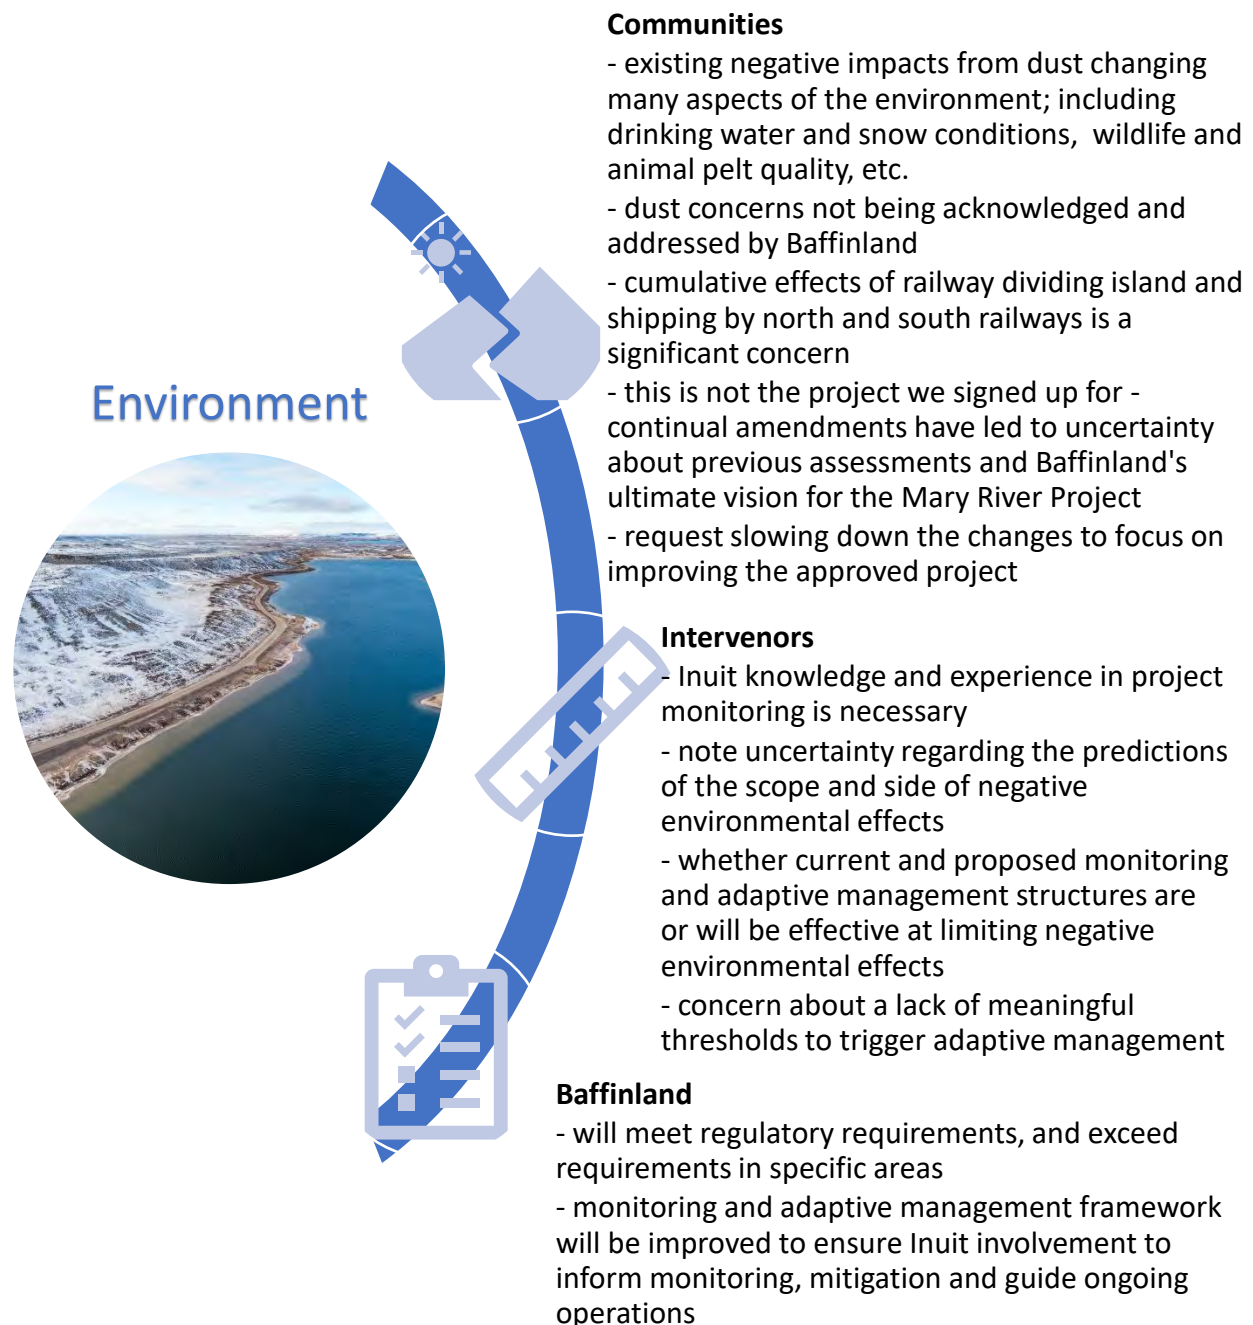 Environment
Communities
- existing negative impacts from dust changing
many aspects of the environment; including
drinking water and snow conditions, wildlife and
animal pelt quality, etc.
- dust concerns not being acknowledged and
addressed by Baffinland
- cumulative effects of railway dividing island and
shipping by north and south railways is a
significant concern
- this is not the project we signed up for -
continual amendments have led to uncertainty
about previous assessments and Baffinland's
ultimate vision for the Mary River Project
- request slowing down the changes to focus on
improving the approved project
Intervenors
- Inuit knowledge and experience in project
monitoring is necessary
- note uncertainty regarding the predictions
of the scope and side of negative
environmental effects
- whether current and proposed monitoring
and adaptive management structures are
or will be effective at limiting negative
environmental effects
- concern about a lack of meaningful
thresholds to trigger adaptive management
Baffinland
- will meet regulatory requirements, and exceed
requirements in specific areas
- monitoring and adaptive management framework
will be improved to ensure Inuit involvement to
inform monitoring, mitigation and guide ongoing
operations